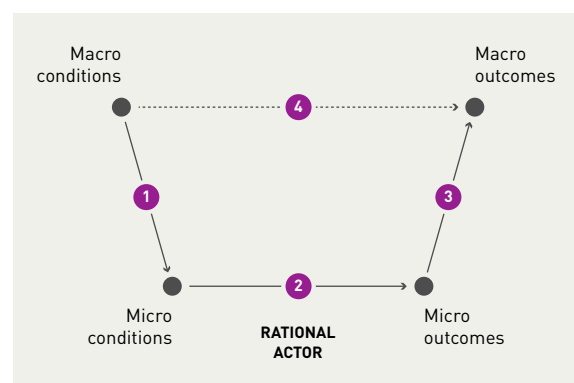 Macro
conditions
Macro
outcomes
4
1
3
2
Micro
conditions
RATIONAL
ACTOR
Micro
outcomes